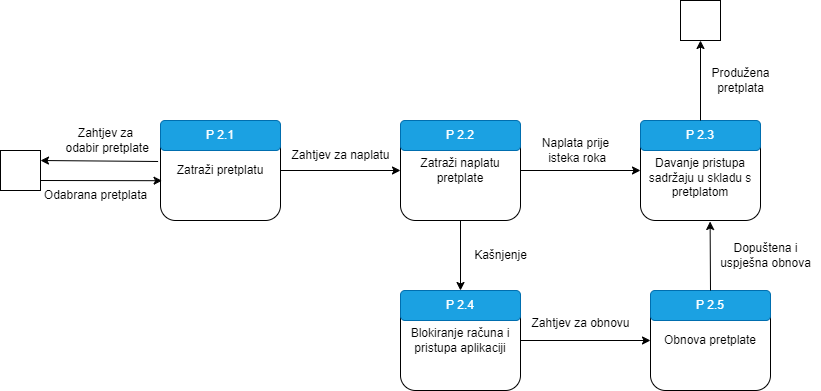 Produžena
pretplata
P 2.1
P 2.2
P 2.3
Zahtjev za
odabir pretplate
Odabrana pretplata
Zatraži pretplatu
Zahtjev za naplatu
Zatraži naplatu
pretplate
Naplata prije
isteka roka
Davanje pristupa
sadržaju u skladu s
pretplatom
Kašnjenje
Dopuštena i
uspješna obnova
P 2.4
P 2.5
Blokiranje računa i
pristupa aplikaciji
Zahtjev za obnovu
Obnova pretplate